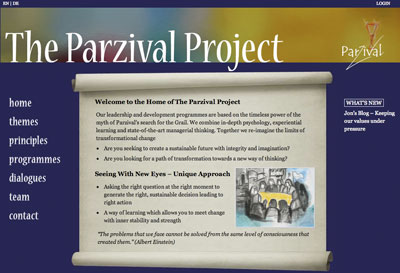 EN | DE
LOGIN
The Parzival Project
Parzival
home
themes
principles
programmes
dialogues
team
contact
Welcome to the Home of The Parzival Project
Our leadership and development programmes are based on the timeless power of the
myth of Parzival's search for the Grail. We combine in-depth psychology, experiential
learning and state-of-the-art managerial thinking. Together we re-imagine the limits of
transformational change
• Are you seeking to create a sustainable future with integrity and imagination?
• Are you looking for a path of transformation towards a new way of thinking?
Seeing With New Eyes – Unique Approach
• Asking the right question at the right moment to
generate the right, sustainable decision leading to
right action
• A way of learning which allows you to meet change
with inner stability and strength
"The problems that we face cannot be solved from the same level of consciousness that
created them." (Albert Einstein)
WHAT'S NEW
Jon's Blog – Keeping
our values under
pressure